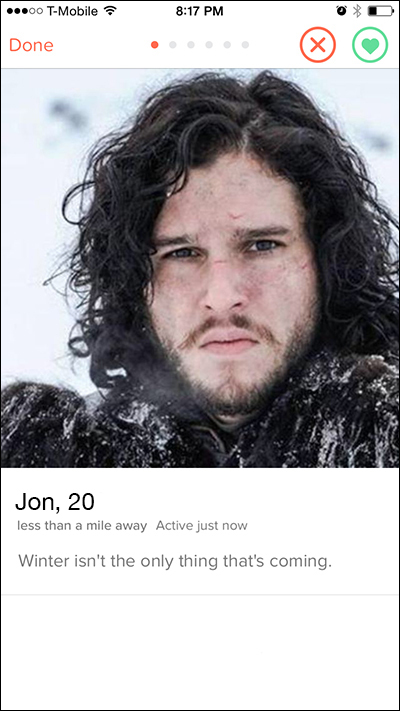 T-Mobile 8:17 PM
Done
Jon, 20
less than a mile away Active just now
Winter isn't the only thing that's coming.